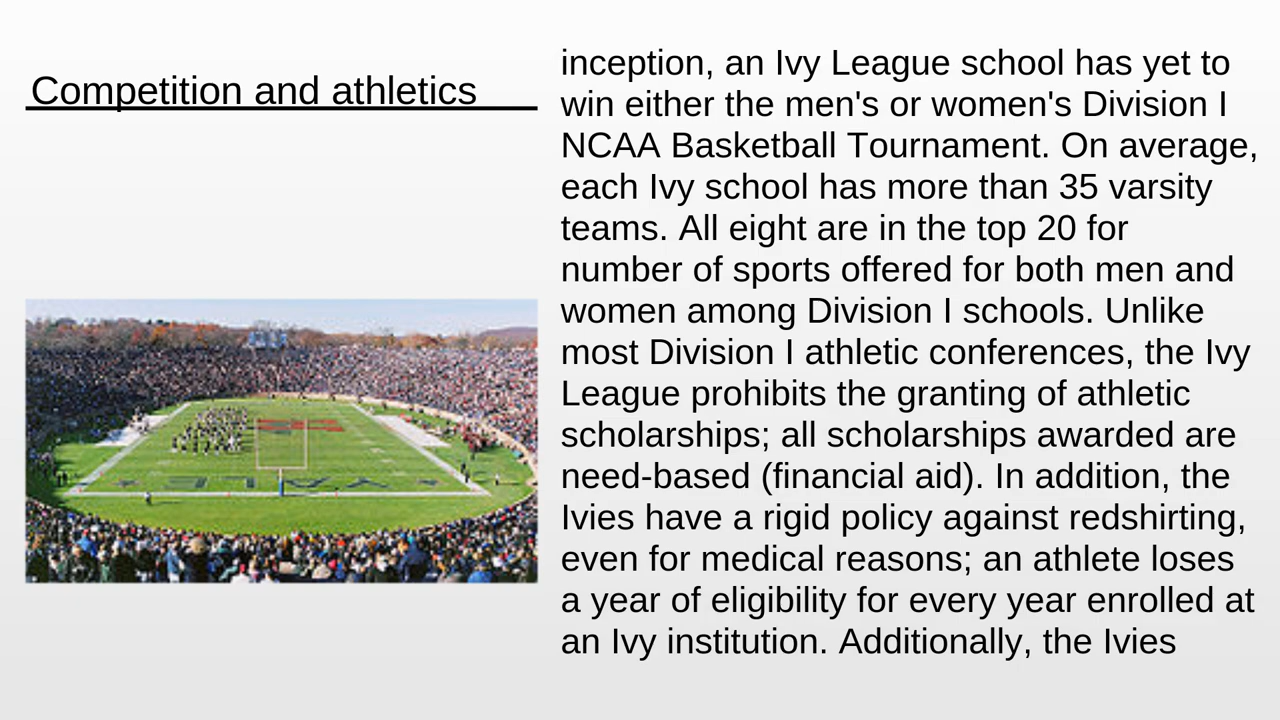 Competition and athletics
inception, an Ivy League school has yet to
win either the men's or women's Division I
NCAA Basketball Tournament. On average,
each Ivy school has more than 35 varsity
teams. All eight are in the top 20 for
number of sports offered for both men and
women among Division I schools. Unlike
most Division I athletic conferences, the Ivy
League prohibits the granting of athletic
scholarships; all scholarships awarded are
need-based (financial aid). In addition, the
Ivies have a rigid policy against redshirting,
even for medical reasons; an athlete loses
a year of eligibility for every year enrolled at
an Ivy institution. Additionally, the Ivies
YALE